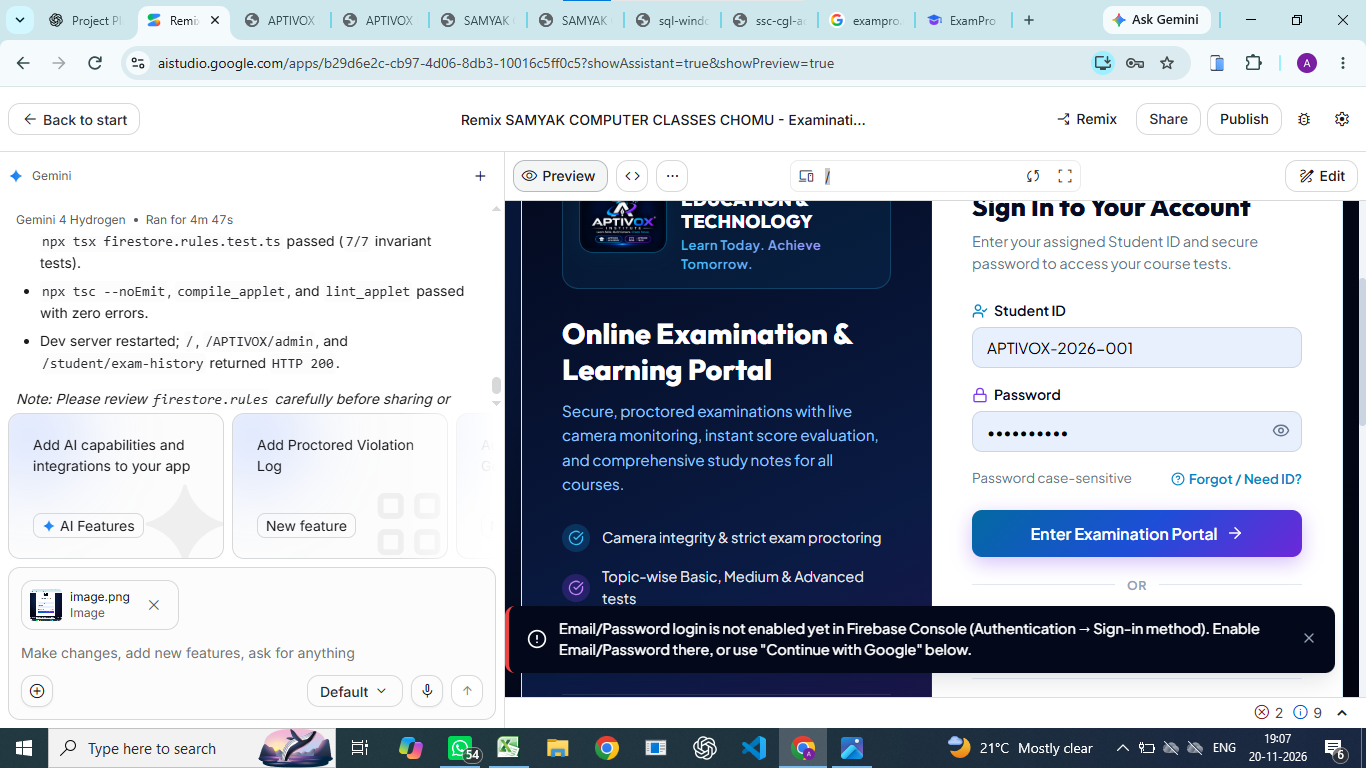 Project Pl
Remix
APTIVOX
APTIVOX
SAMYAK
SAMYAK
sql-windo
ssc-cgl-ac
exampro.
ExamPro
Ask Gemini
aistudio.google.com/apps/b29d6e2c-cb97-4d06-8db3-10016c5ff0c5?showAssistant=true&showPreview=true
A
Back to start
Remix SAMYAK COMPUTER CLASSES CHOMU - Examinati...
Remix
Share
Publish
Gemini
Preview
/
Edit
Gemini 4 Hydrogen • Ran for 4m 47s
npx tsx firestore.rules.test.ts passed (7/7 invariant
tests).
• npx tsc --noEmit, compile_applet, and lint_applet passed
with zero errors.
• Dev server restarted; /, /APTIVOX/admin, and
/student/exam-history returned HTTP 200.
Note: Please review firestore.rules carefully before sharing or
Add AI capabilities and
integrations to your app
AI Features
Add Proctored Violation
Log
New feature
image.png
Image
Make changes, add new features, ask for anything
Default
APTIVOX
INSTITUTE
EDUCATION &
TECHNOLOGY
Learn Today. Achieve
Tomorrow.
Online Examination &
Learning Portal
Secure, proctored examinations with live
camera monitoring, instant score evaluation,
and comprehensive study notes for all
courses.
Camera integrity & strict exam proctoring
Topic-wise Basic, Medium & Advanced
tests
Sign In to Your Account
Enter your assigned Student ID and secure
password to access your course tests.
Student ID
APTIVOX-2026-001
Password
••••••••••
Password case-sensitive
Forgot / Need ID?
Enter Examination Portal →
OR
Email/Password login is not enabled yet in Firebase Console (Authentication → Sign-in method). Enable
Email/Password there, or use "Continue with Google" below.
2
9
Type here to search
54
A
21°C Mostly clear
ENG
19:07
20-11-2026
6